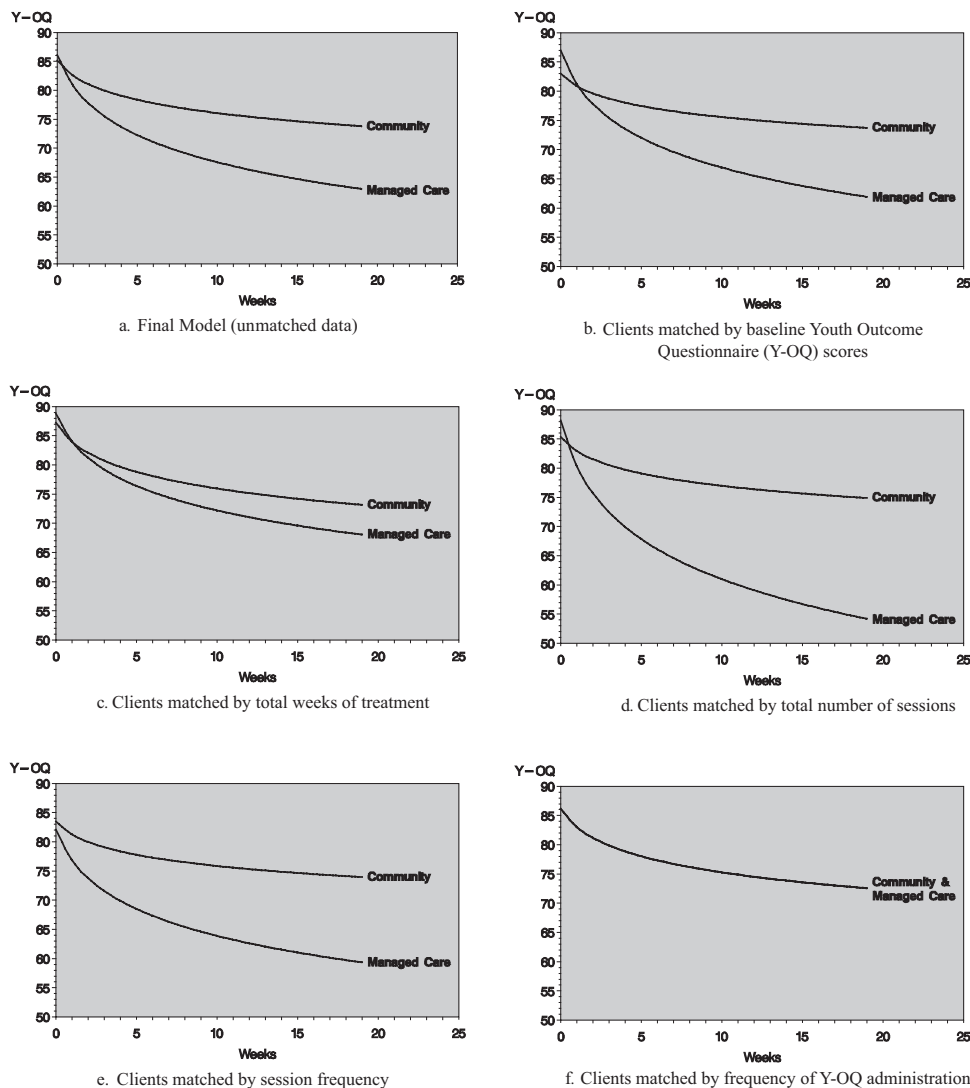 Y-OQ
90
85
80
75
70
65
60
55
50
Community
Managed Care
0 5 10 15 20 25
Weeks
a. Final Model (unmatched data)
Y-OQ
90
85
80
75
70
65
60
55
50
Community
Managed Care
0 5 10 15 20 25
Weeks
b. Clients matched by baseline Youth Outcome
Questionnaire (Y-OQ) scores
Y-OQ
90
85
80
75
70
65
60
55
50
Community
Managed Care
0 5 10 15 20 25
Weeks
c. Clients matched by total weeks of treatment
Y-OQ
90
85
80
75
70
65
60
55
50
Community
Managed Care
0 5 10 15 20 25
Weeks
d. Clients matched by total number of sessions
Y-OQ
90
85
80
75
70
65
60
55
50
Community
Managed Care
0 5 10 15 20 25
Weeks
e. Clients matched by session frequency
Y-OQ
90
85
80
75
70
65
60
55
50
Community &
Managed Care
0 5 10 15 20 25
Weeks
f. Clients matched by frequency of Y-OQ administration